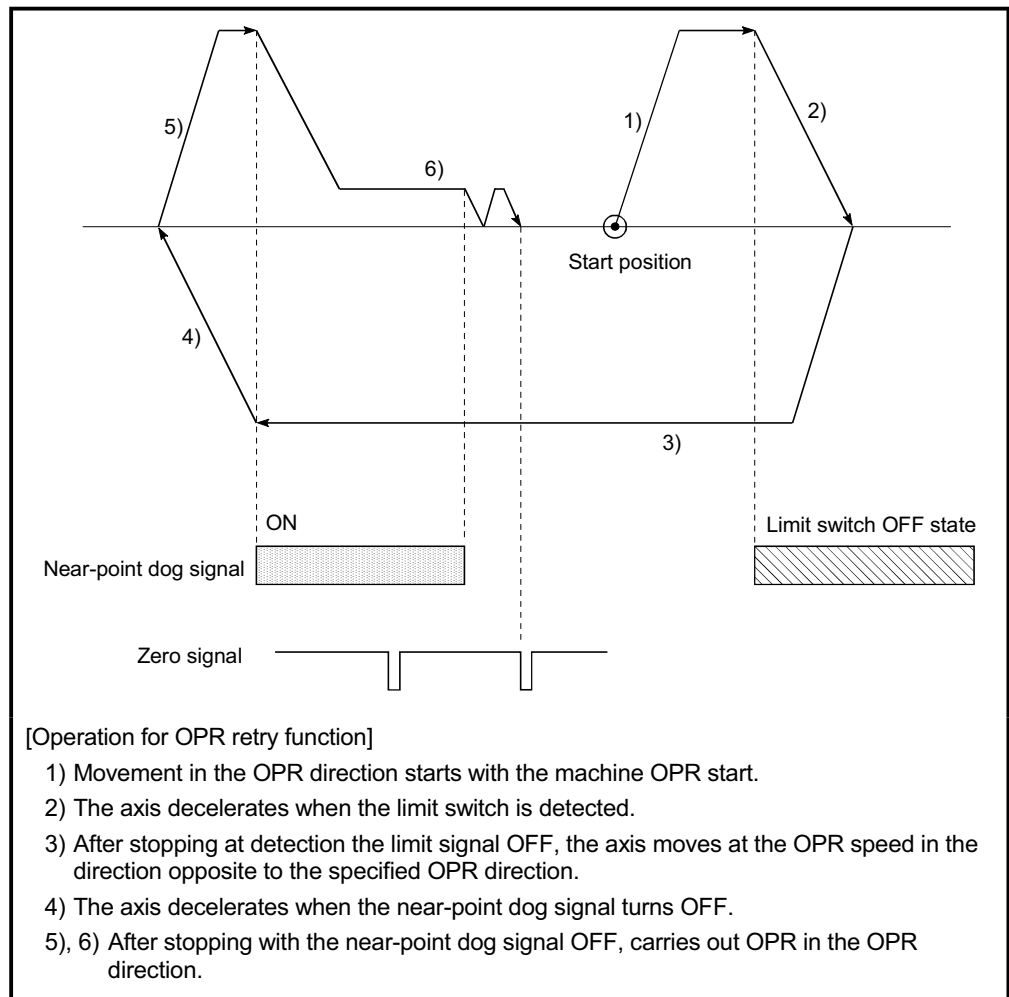 5)
6)
1)
2)
Start position
4)
3)
ON
Limit switch OFF state
Near-point dog signal
Zero signal
[Operation for OPR retry function]
1) Movement in the OPR direction starts with the machine OPR start.
2) The axis decelerates when the limit switch is detected.
3) After stopping at detection the limit signal OFF, the axis moves at the OPR speed in the
direction opposite to the specified OPR direction.
4) The axis decelerates when the near-point dog signal turns OFF.
5), 6) After stopping with the near-point dog signal OFF, carries out OPR in the OPR
direction.